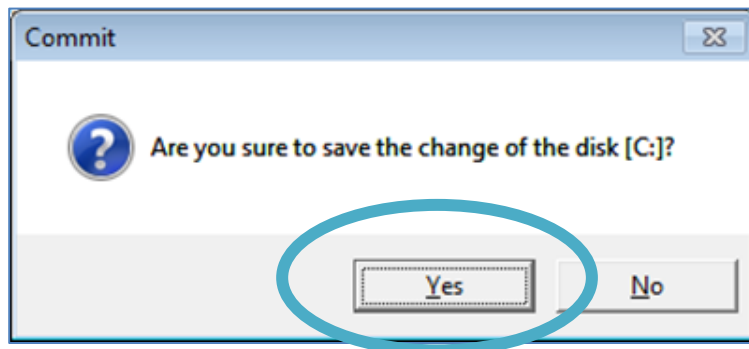 Commit
Are you sure to save the change of the disk [C:]?
Yes No